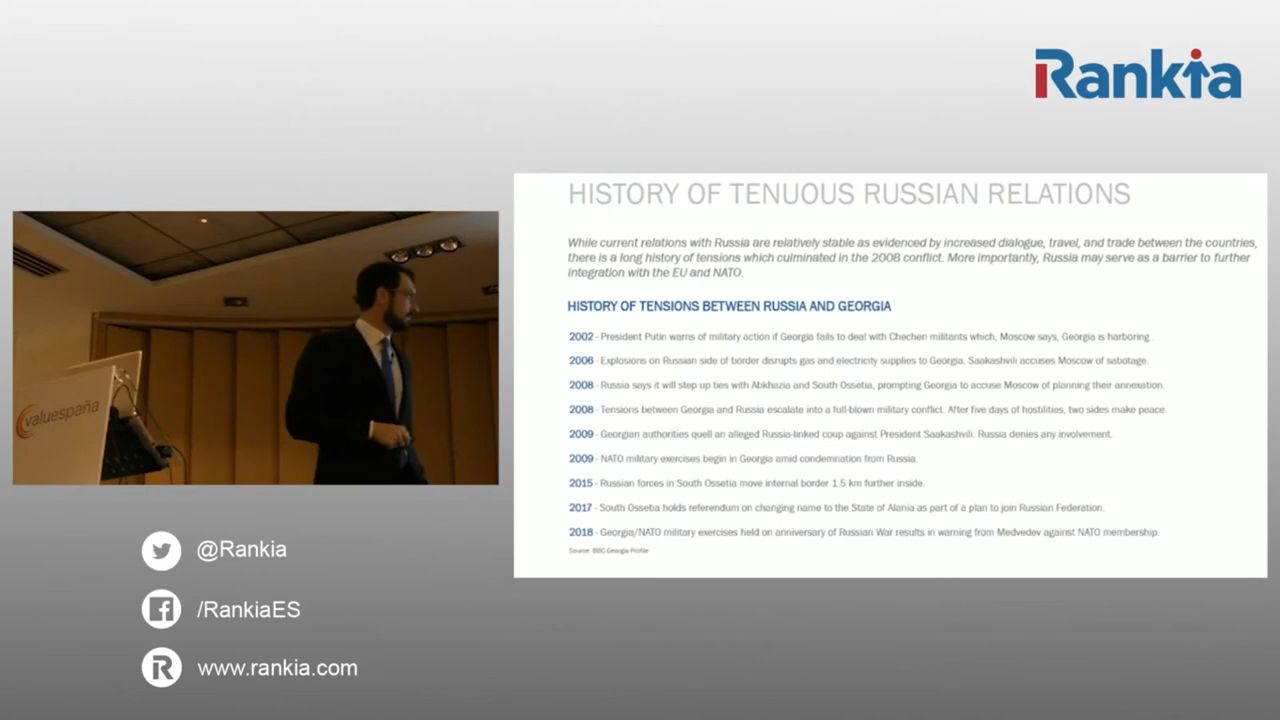 Rankia
HISTORY OF TENUOUS RUSSIAN RELATIONS
While current relations with Russia are relatively stable as evidenced by increased dialogue, travel, and trade between the countries,
there is a long history of tensions which culminated in the 2008 conflict. More importantly, Russia may serve as a barrier to further
integration with the EU and NATO.
HISTORY OF TENSIONS BETWEEN RUSSIA AND GEORGIA
2002 - President Putin warns of military action if Georgia fails to deal with Chechen militants which, Moscow says, Georgia is harboring .
2006 - Explosions on Russian side of border disrupts gas and electricity supplies to Georgia. Saakashvili accuses Moscow of sabotage.
2008 - Russia says it will step up ties with Abkhazia and South Ossetia, prompting Georgia to accuse Moscow of planning their annexation.
2008 - Tensions between Georgia and Russia escalate into a full-blown military conflict. After five days of hostilities, two sides make peace.
2009 - Georgian authorities quell an alleged Russia-linked coup against President Saakashvili. Russia denies any involvement.
2009 - NATO military exercises begin in Georgia amid condemnation from Russia.
2015 - Russian forces in South Ossetia move internal border 1.5 km further inside.
2017 - South Ossetia holds referendum on changing name to the State of Alania as part of a plan to join Russian Federation.
2018 - Georgia/NATO military exercises held on anniversary of Russian War results in warning from Medvedev against NATO membership.
Source: BBC Georgia Profile
valuespaña
@Rankia
/RankiaES
www.rankia.com